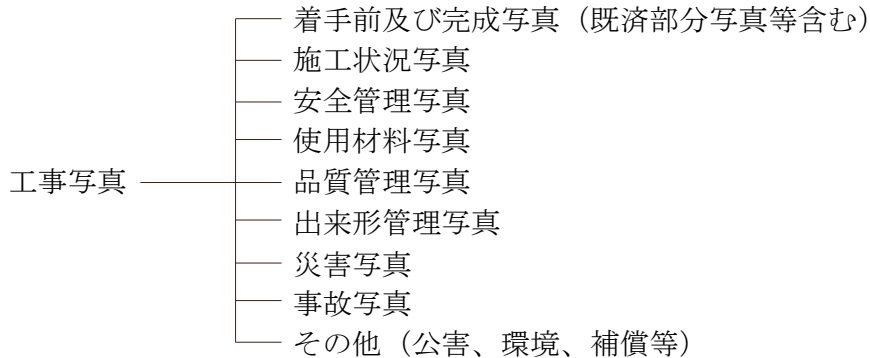 着手前及び完成写真（既済部分写真等含む）
施工状況写真
安全管理写真
使用材料写真
工事写真 品質管理写真
出来形管理写真
災害写真
事故写真
その他（公害、環境、補償等）